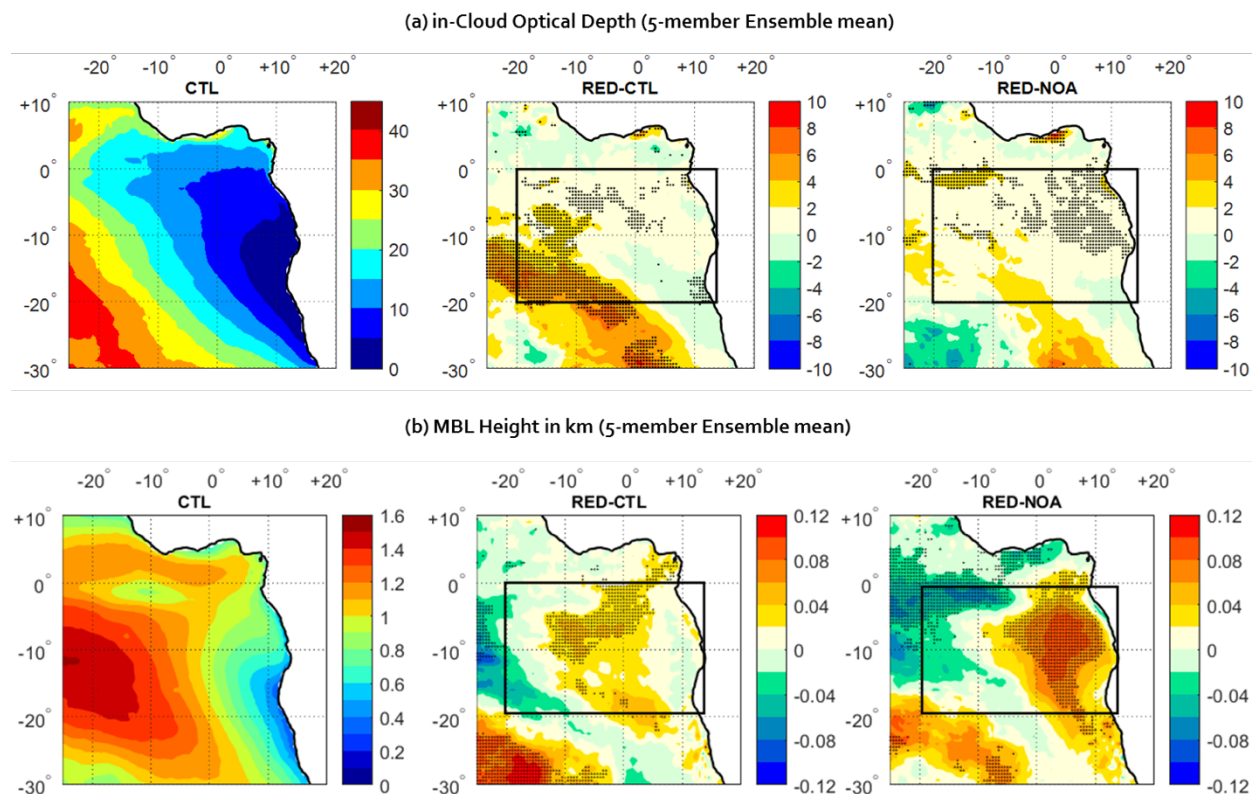 (a) in-Cloud Optical Depth (5-member Ensemble mean)
-20° -10° 0° +10° +20° -20° -10° 0° +10° +20° -20° -10° 0° +10° +20°
CTL RED-CTL RED-NOA
+10° 40 +10° 10 +10° 10
8 8
0° 0° 6 0° 6
30 4 4
2 2
-10° 20 -10° 0 -10° 0
-2 -2
-20° 10 -20° -4 -20° -4
-6 -6
-8 -8
-30° 0 -30° -10 -30° -10
(b) MBL Height in km (5-member Ensemble mean)
-20° -10° 0° +10° +20° -20° -10° 0° +10° +20° -20° -10° 0° +10° +20°
CTL RED-CTL RED-NOA
+10° 1.6 +10° 0.12 +10° 0.12
1.4
0° 1.2 0° 0.08 0° 0.08
1 0.04 0.04
-10° 0.8 -10° 0 -10° 0
0.6
-20° 0.4 -20° -0.04 -20° -0.04
0.2 -0.08 -0.08
-30° 0 -30° -0.12 -30° -0.12